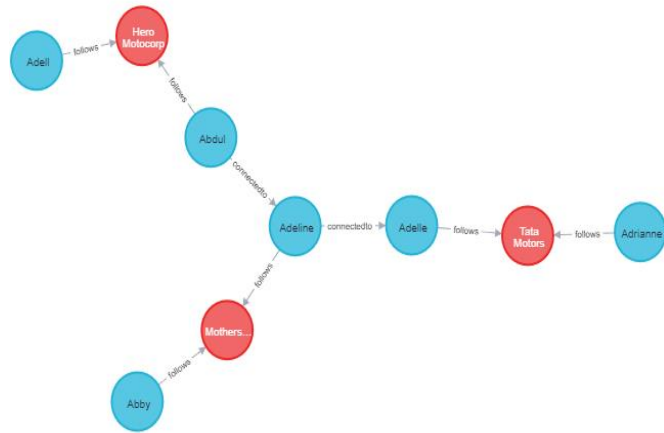 Hero
Motocorp
Adell
follows
follows
Abdul
connectedto
Adeline
connectedto
Adelle
follows
Tata
Motors
follows
Adrianne
follows
Mothers...
follows
Abby